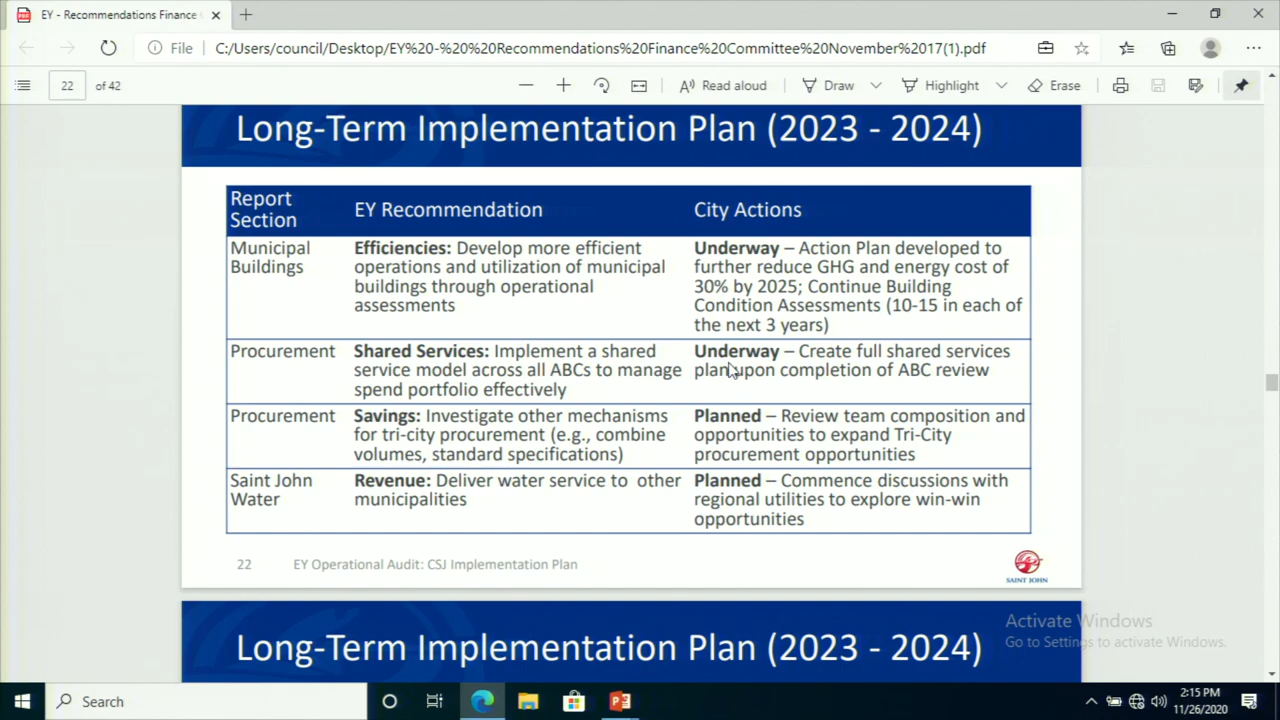 EY - Recommendations Finance
File
C:/Users/council/Desktop/EY%20-%20%20Recommendations%20Finance%20Committee%20November%2017(1).pdf
22 of 42
Read aloud
Draw
Highlight
Erase
Long-Term Implementation Plan (2023 - 2024)
Report
Section
EY Recommendation
City Actions
Municipal
Buildings
Efficiencies: Develop more efficient
operations and utilization of municipal
buildings through operational
assessments
Underway – Action Plan developed to
further reduce GHG and energy cost of
30% by 2025; Continue Building
Condition Assessments (10-15 in each of
the next 3 years)
Procurement
Shared Services: Implement a shared
service model across all ABCs to manage
spend portfolio effectively
Underway – Create full shared services
plan upon completion of ABC review
Procurement
Savings: Investigate other mechanisms
for tri-city procurement (e.g., combine
volumes, standard specifications)
Planned – Review team composition and
opportunities to expand Tri-City
procurement opportunities
Saint John
Water
Revenue: Deliver water service to other
municipalities
Planned – Commence discussions with
regional utilities to explore win-win
opportunities
22
EY Operational Audit: CSJ Implementation Plan
SAINT JOHN
Long-Term Implementation Plan (2023 - 2024)
Activate Windows
Go to Settings to activate Windows.
Search
2:15 PM
11/26/2020